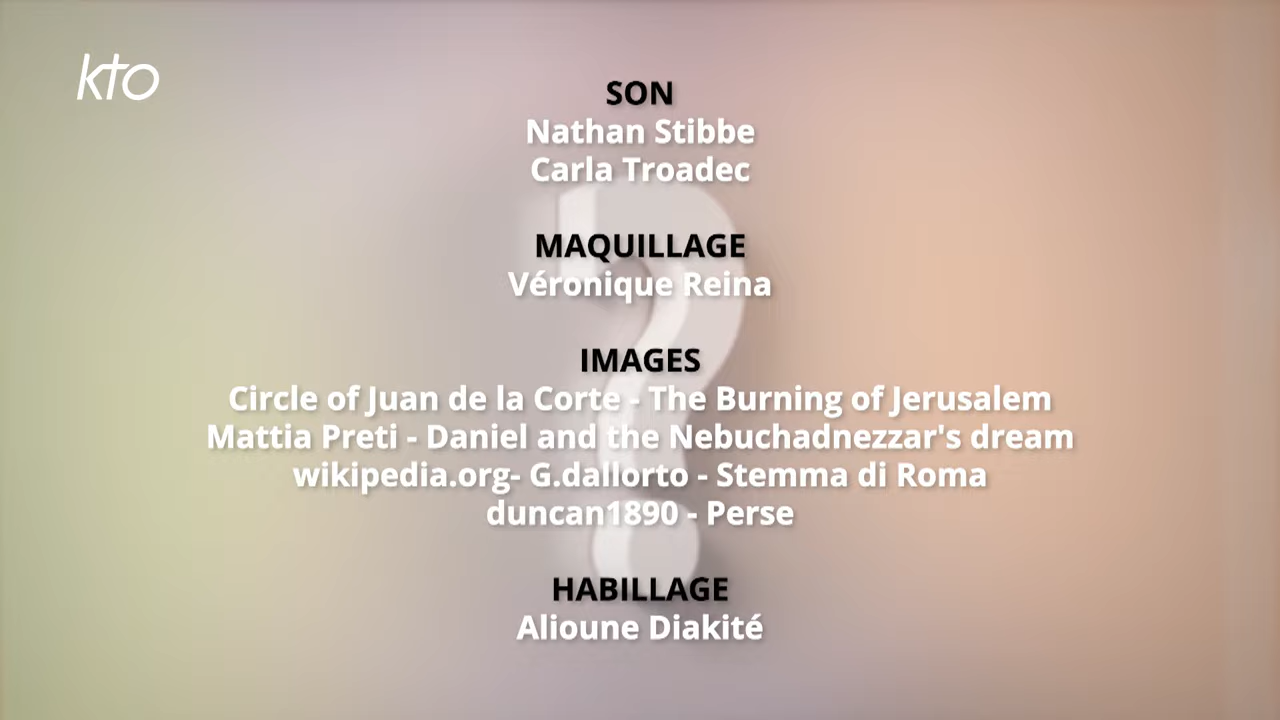 kto
SON
Nathan Stibbe
Carla Troadec
MAQUILLAGE
Véronique Reina
IMAGES
Circle of Juan de la Corte - The Burning of Jerusalem
Mattia Preti - Daniel and the Nebuchadnezzar's dream
wikipedia.org- G.dallorto - Stemma di Roma
duncan1890 - Perse
HABILLAGE
Alioune Diakité